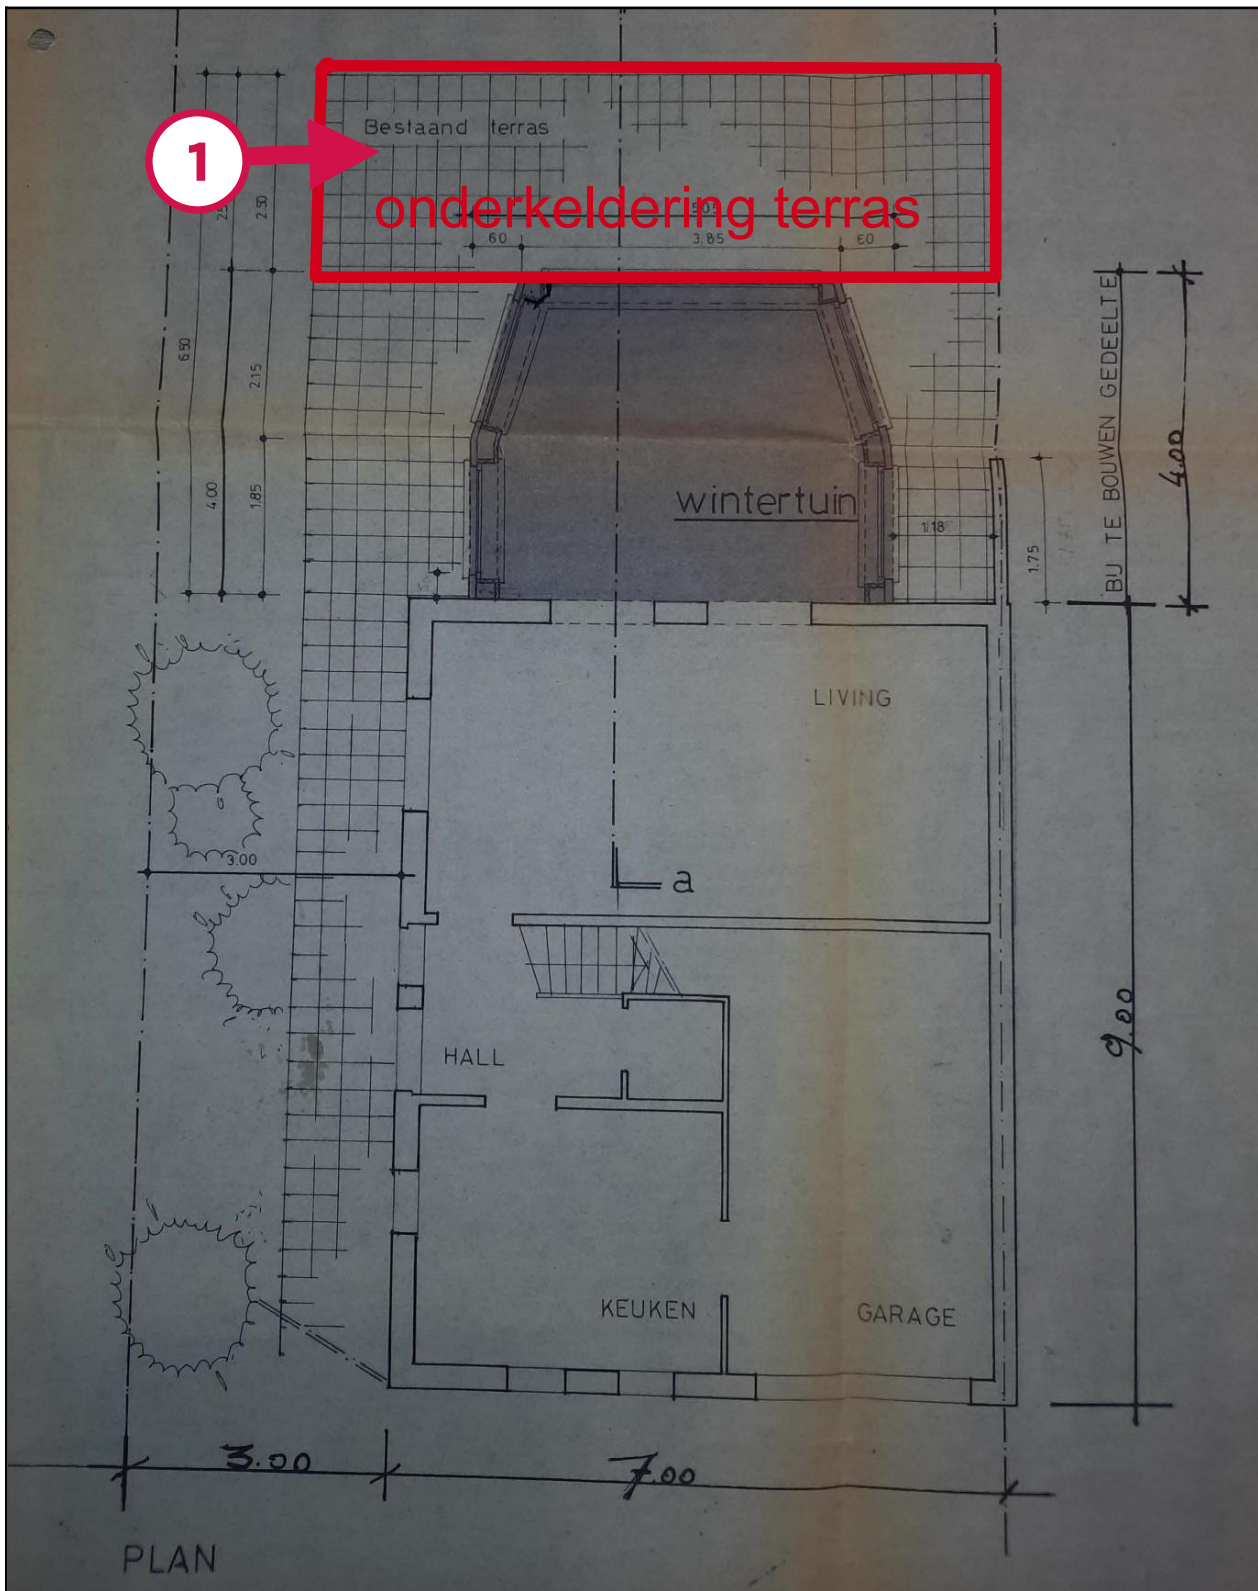 Bestaand terras
1
onderkeldering terras
2.50
505
60
3.85
60
6.50
2.15
4.00
1.85
wintertuin
1.18
1.75
BIJ TE BOUWEN GEDEELTE
4.00
LIVING
3.00
a
HALL
9.00
KEUKEN
GARAGE
3.00
7.00
PLAN